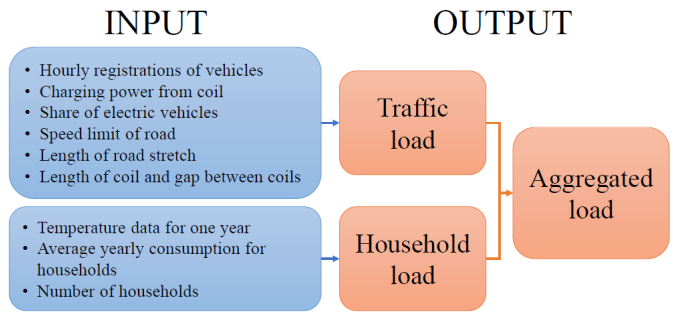 INPUT
OUTPUT
• Hourly registrations of vehicles
• Charging power from coil
• Share of electric vehicles
• Speed limit of road
• Length of road stretch
• Length of coil and gap between coils
Traffic
load
Aggregated
load
• Temperature data for one year
• Average yearly consumption for
households
• Number of households
Household
load